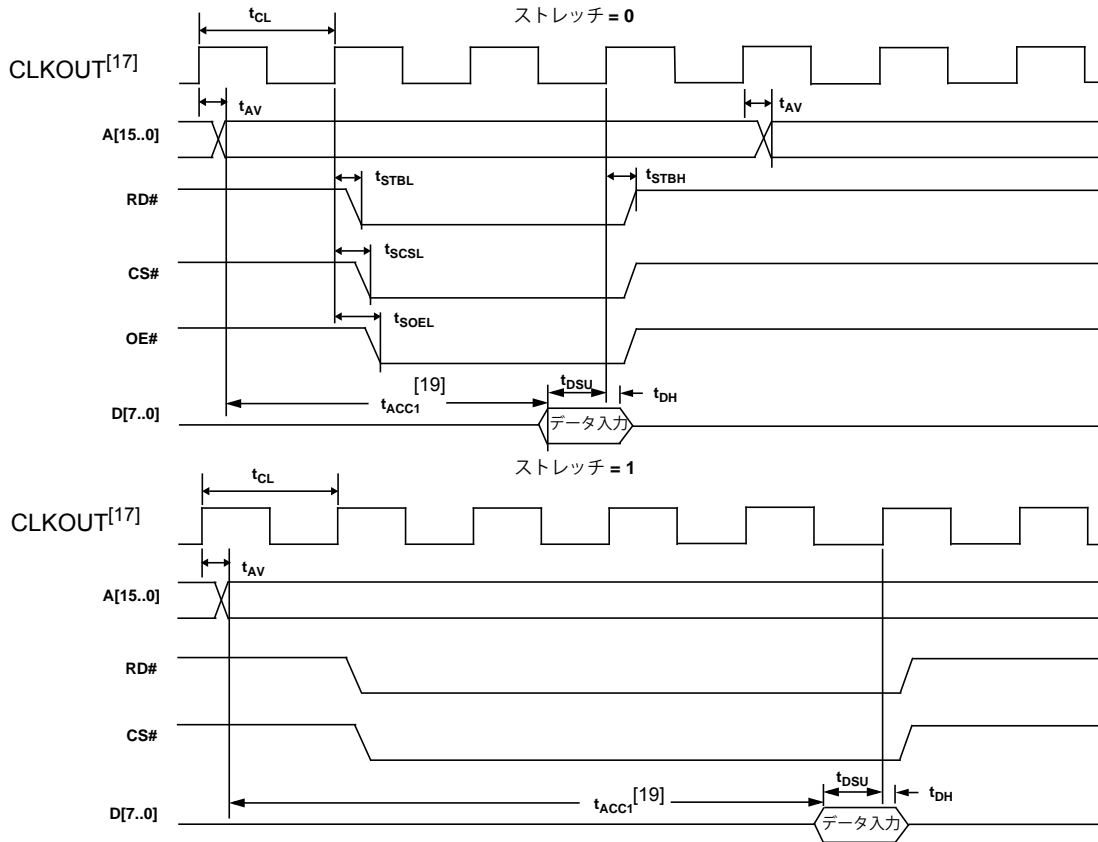 ストレッチ = 0
tCL
CLKOUT[17]
tAV
tAV
A[15..0]
tSTBL
tSTBH
RD#
tSCSL
CS#
tSOEL
OE#
[19]
tDSU
tACC1
tDH
D[7..0]
データ入力
ストレッチ = 1
tCL
CLKOUT[17]
tAV
A[15..0]
RD#
CS#
tDSU
tACC1[19]
tDH
D[7..0]
データ入力